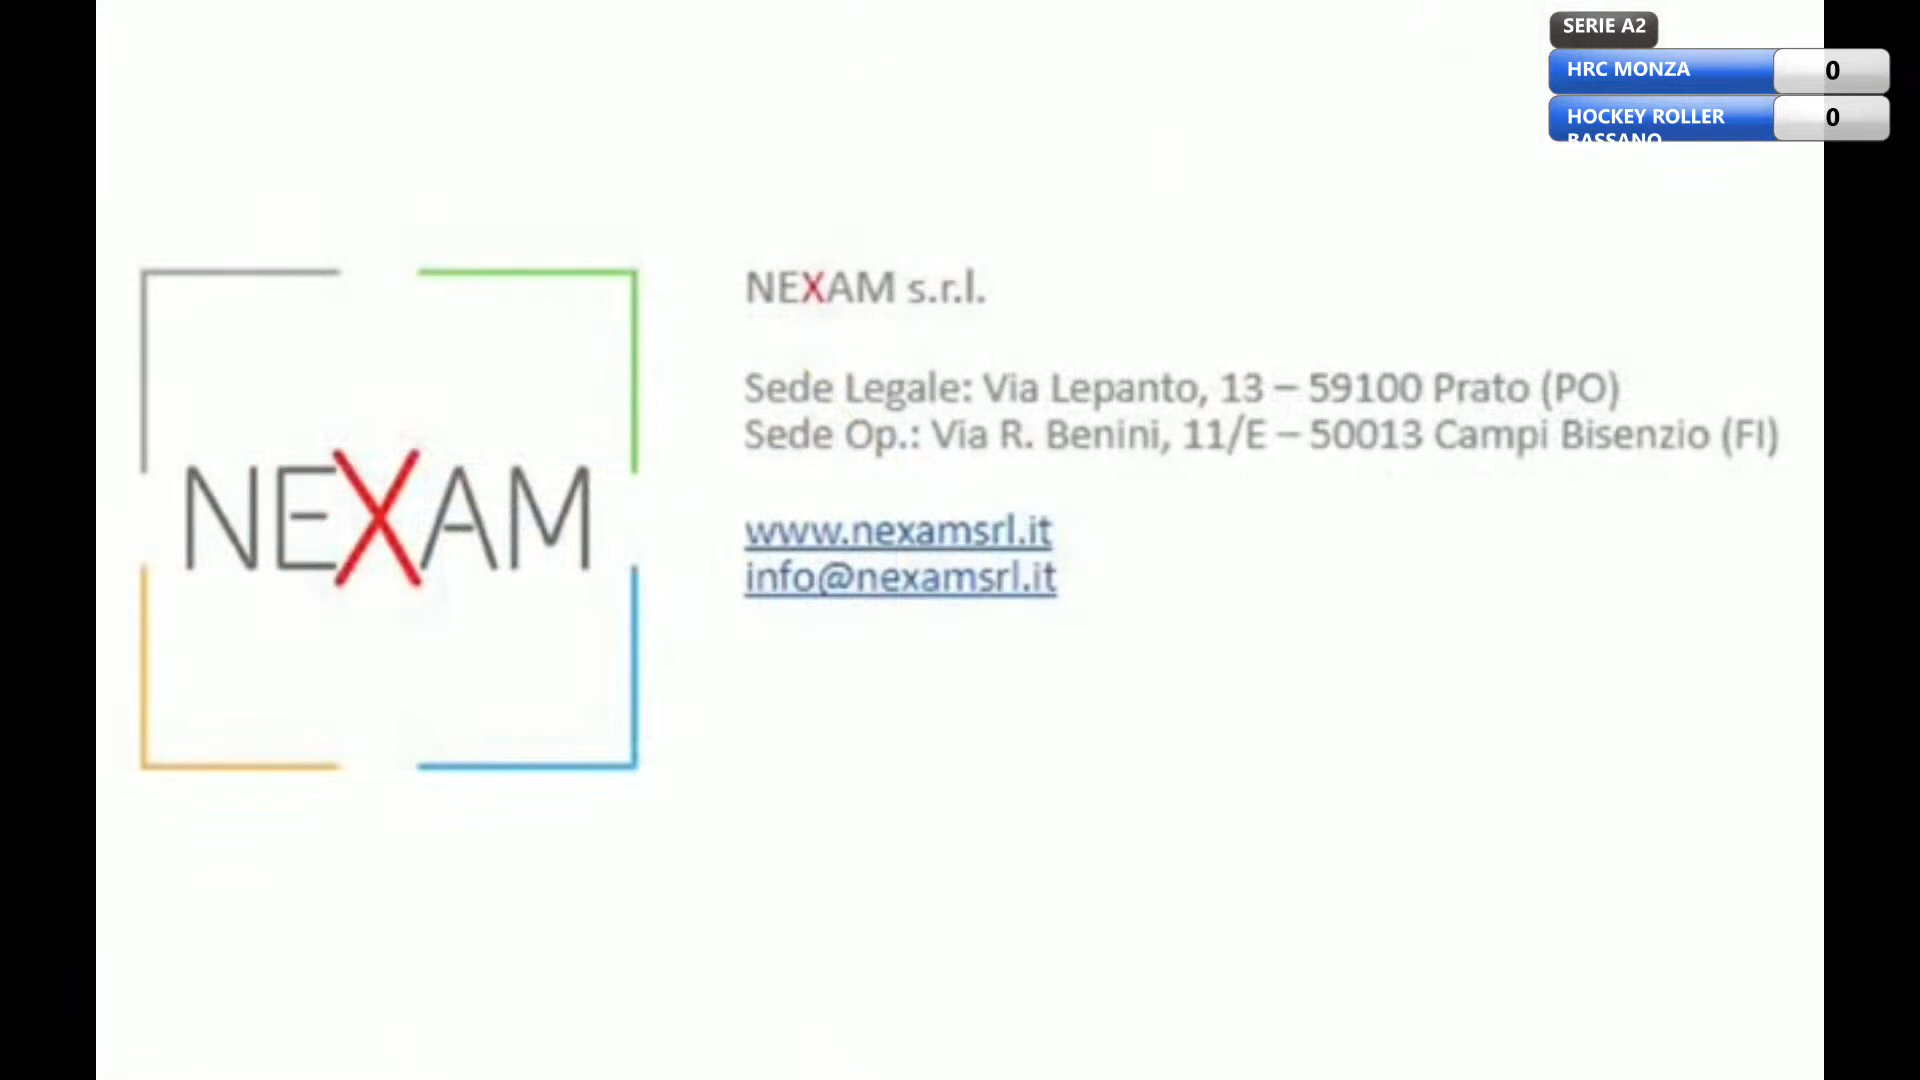 SERIE A2
HRC MONZA 0
HOCKEY ROLLER 0
BASSANO
NEXAM
NEXAM s.r.l.
Sede Legale: Via Lepanto, 13 – 59100 Prato (PO)
Sede Op.: Via R. Benini, 11/E – 50013 Campi Bisenzio (FI)
www.nexamsrl.it
info@nexamsrl.it